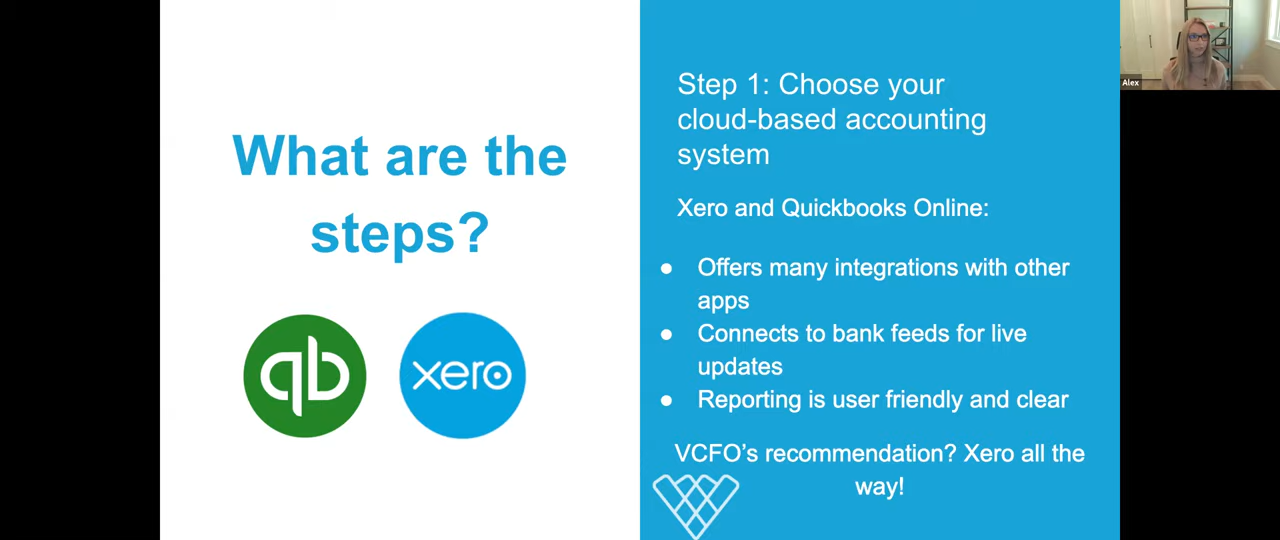 What are the
steps?
qb
xero
Step 1: Choose your
cloud-based accounting
system
Xero and Quickbooks Online:
● Offers many integrations with other
apps
● Connects to bank feeds for live
updates
● Reporting is user friendly and clear
VCFO’s recommendation? Xero all the
way!
Alex